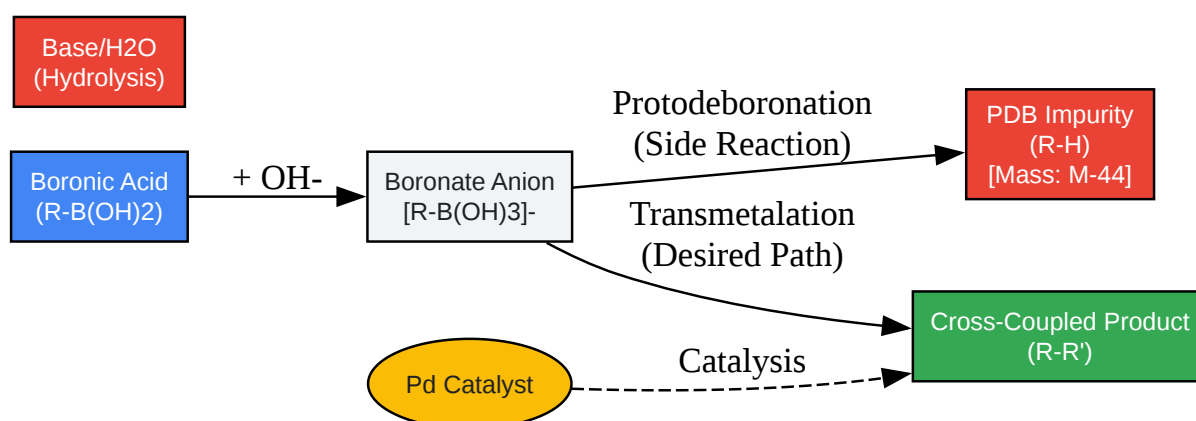 Base/H2O
(Hydrolysis)
Boronic Acid
(R-B(OH)2)
+ OH-
Boronate Anion
[R-B(OH)3]-
Protodeboronation
(Side Reaction)
PDB Impurity
(R-H)
[Mass: M-44]
Transmetalation
(Desired Path)
Cross-Coupled Product
(R-R')
Pd Catalyst
Catalysis